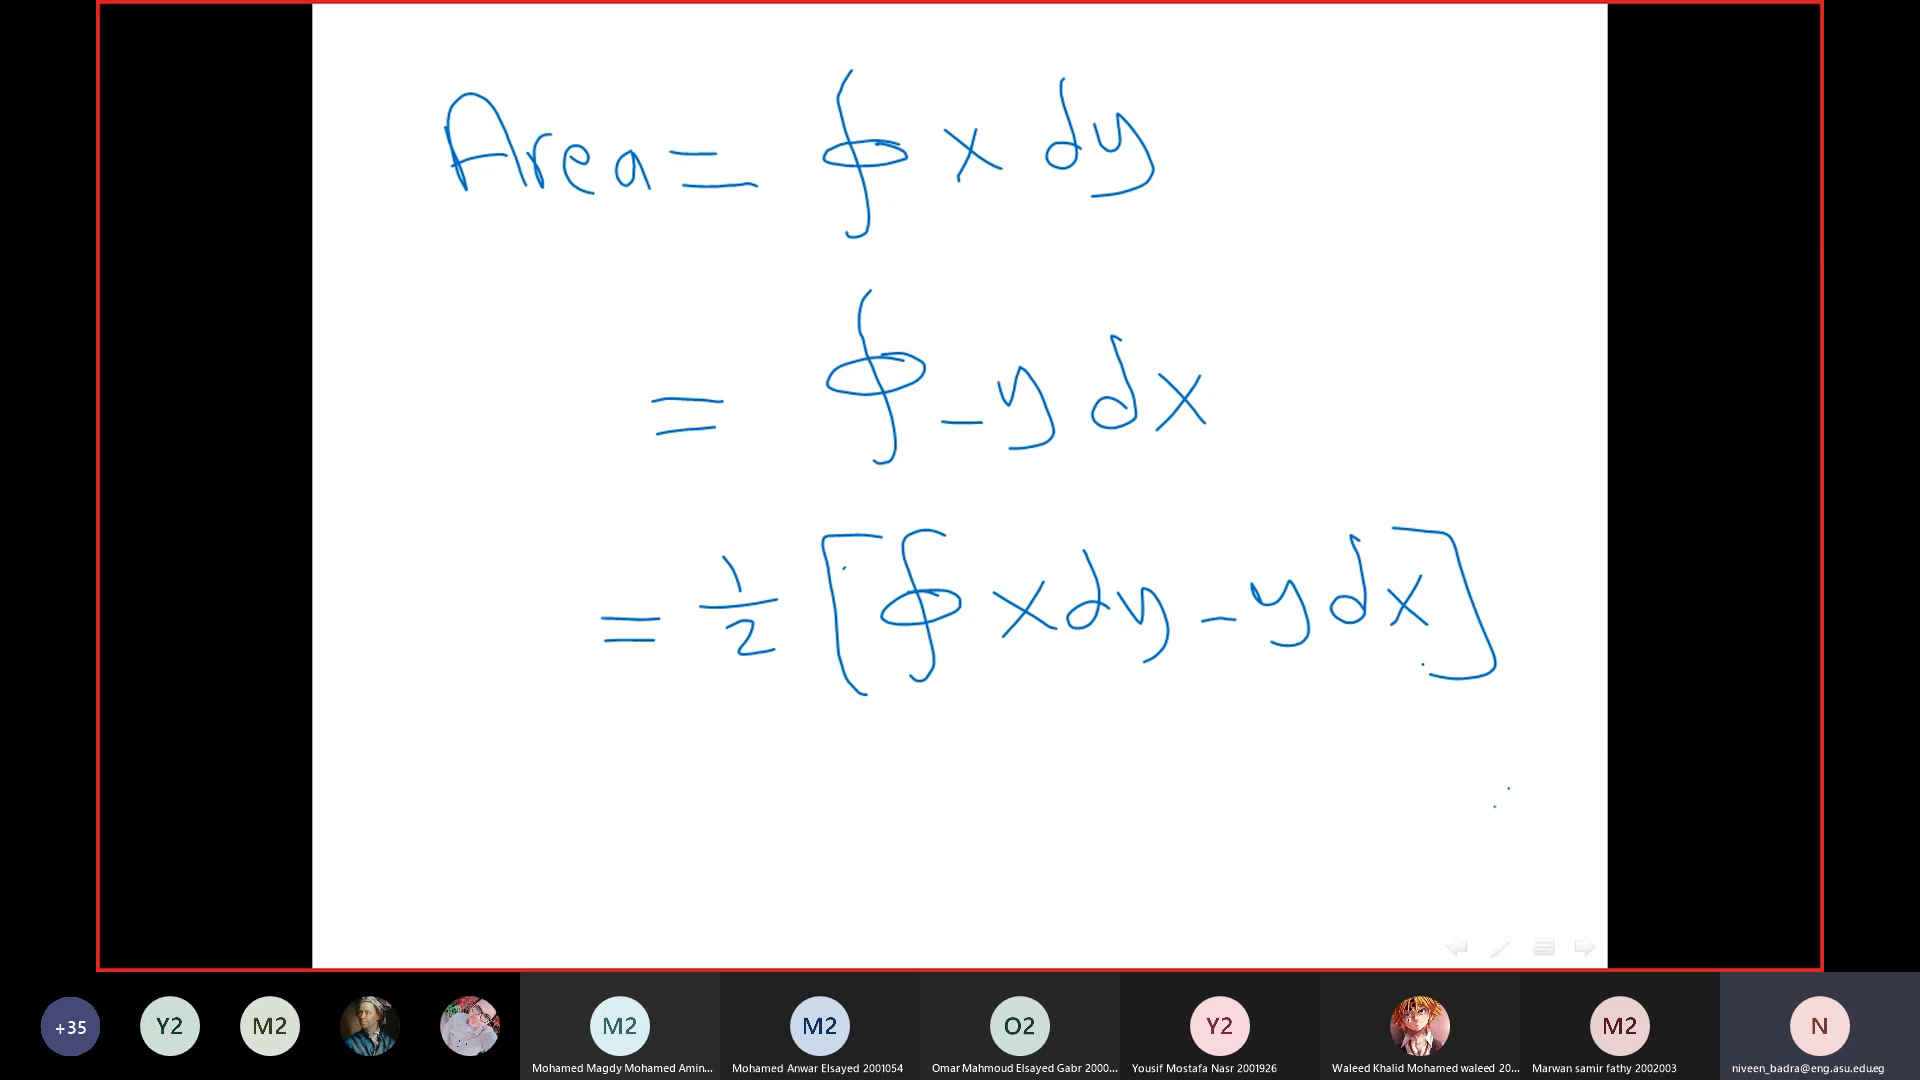 Area = ∮ x dy
= ∮ -y dx
= 1/2 [∮ x dy - y dx]
+35
Y2
M2
M2
M2
O2
Y2
M2
N
Mohamed Magdy Mohamed Amin...
Mohamed Anwar Elsayed 2001054
Omar Mahmoud Elsayed Gabr 2000...
Yousif Mostafa Nasr 2001926
Waleed Khalid Mohamed waleed 20...
Marwan samir fathy 2002003
niveen_badra@eng.asu.edu.eg